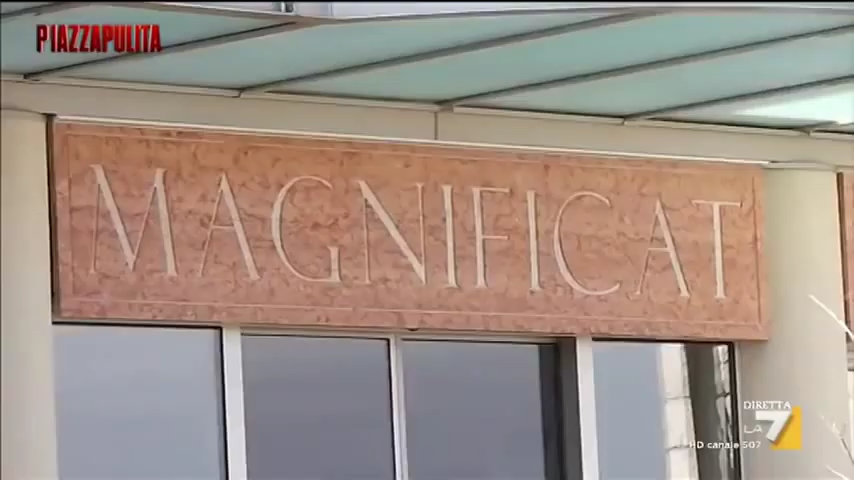 PIAZZAPULITA
MAGNIFICAT
DIRETTA
LA 7
HD canale 507